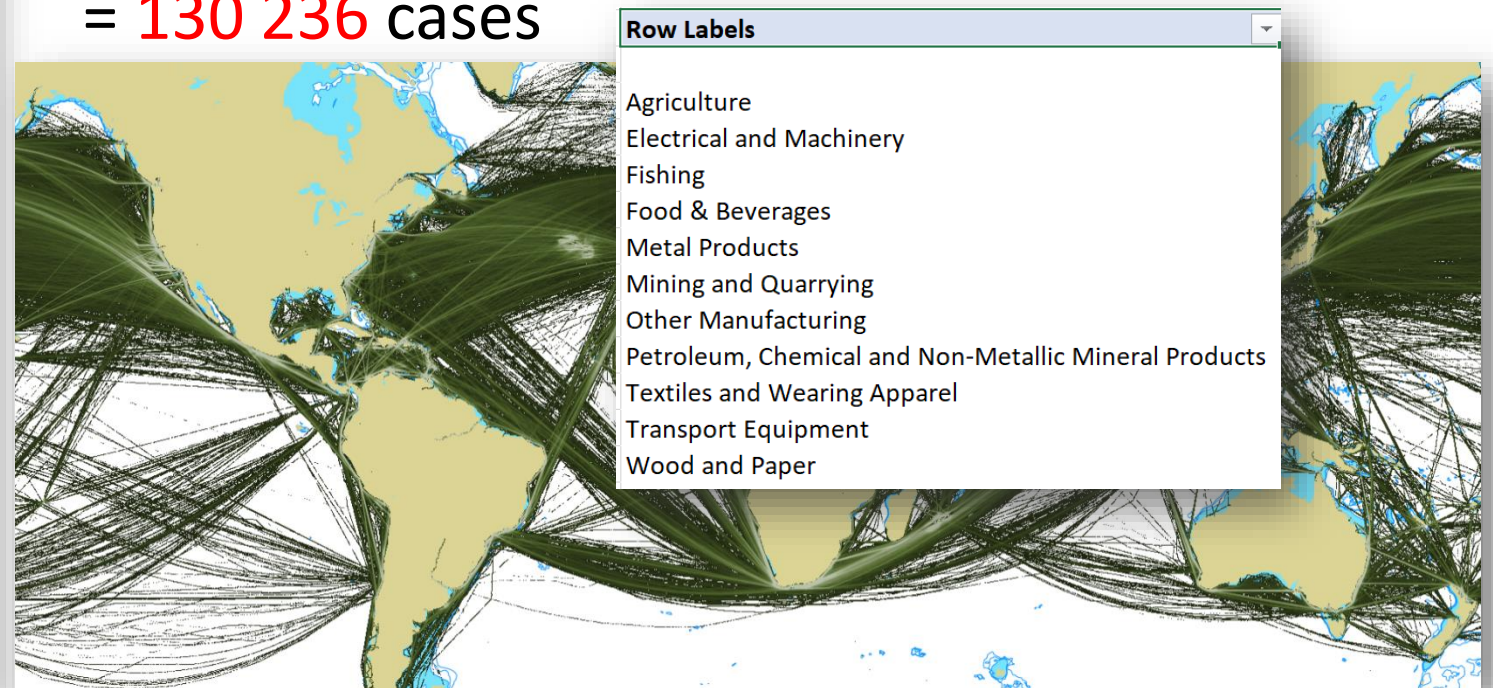 = 130 236 cases
Row Labels
Agriculture
Electrical and Machinery
Fishing
Food & Beverages
Metal Products
Mining and Quarrying
Other Manufacturing
Petroleum, Chemical and Non-Metallic Mineral Products
Textiles and Wearing Apparel
Transport Equipment
Wood and Paper